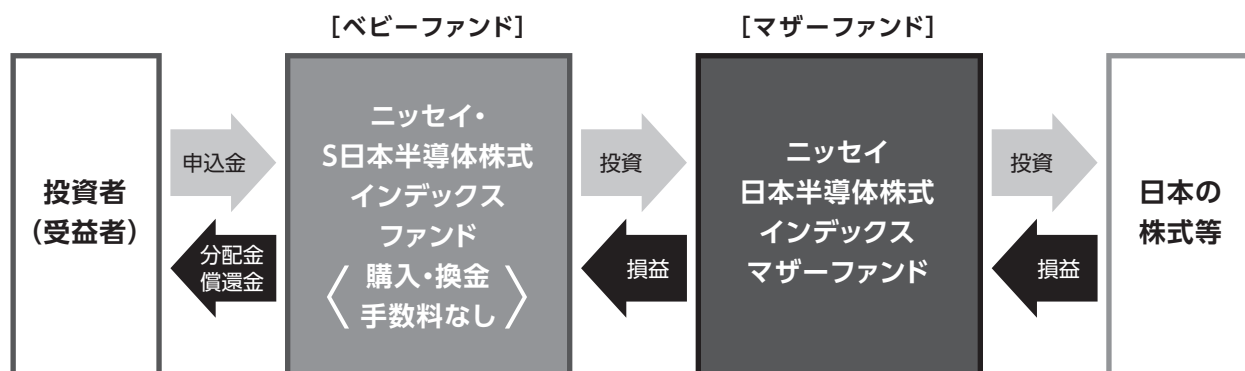 [ベビーファンド]
[マザーファンド]
投資者
（受益者）
申込金
分配金
償還金
ニッセイ・
S日本半導体株式
インデックス
ファンド
〈購入・換金
手数料なし〉
投資
損益
ニッセイ
日本半導体株式
インデックス
マザーファンド
投資
損益
日本の
株式等